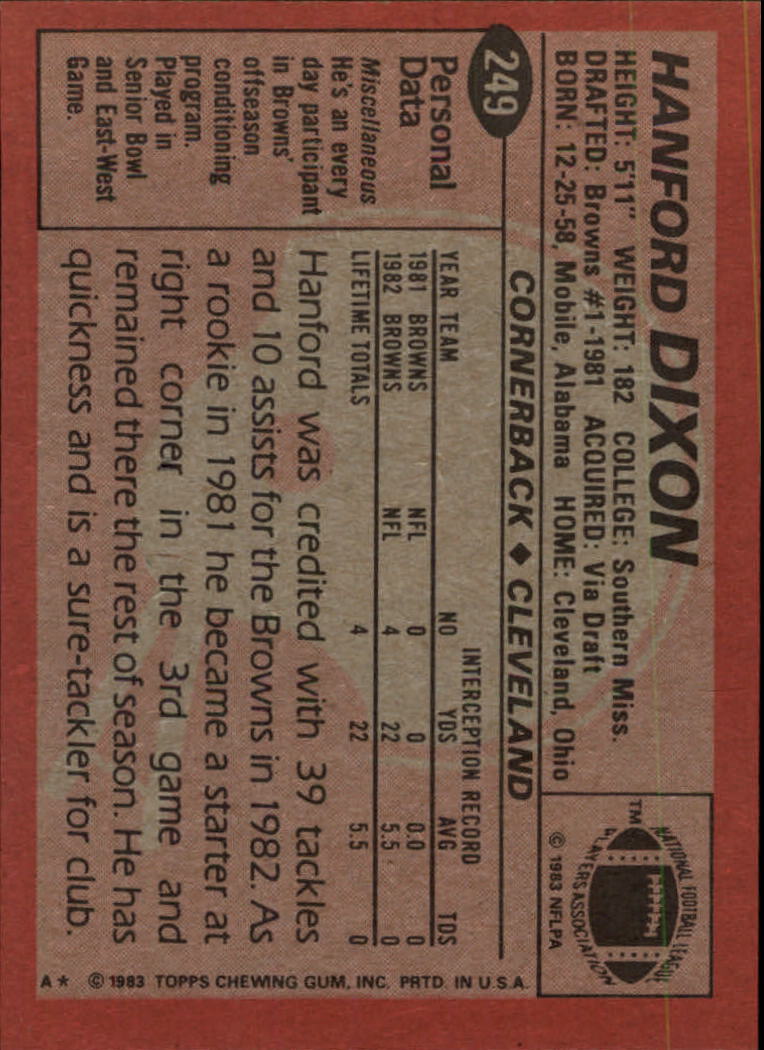 HANFORD DIXON
HEIGHT: 5'11" WEIGHT: 182 COLLEGE: Southern Miss.
DRAFTED: Browns #1-1981 ACQUIRED: Via Draft
BORN: 12-25-58, Mobile, Alabama HOME: Cleveland, Ohio
TM
NATIONAL FOOTBALL LEAGUE
PLAYERS ASSOCIATION
© 1983 NFLPA
249
CORNERBACK ◆ CLEVELAND
Personal
Data
Miscellaneous
He's an every
day participant
in Browns'
offseason
conditioning
program.
Played in
Senior Bowl
and East-West
Game.
INTERCEPTION RECORD
YEAR TEAM NO YDS AVG TDS
1981 BROWNS NFL 0 0 0.0 0
1982 BROWNS NFL 4 22 5.5 0
LIFETIME TOTALS 4 22 5.5 0
Hanford was credited with 39 tackles
and 10 assists for the Browns in 1982. As
a rookie in 1981 he became a starter at
right corner in the 3rd game and
remained there the rest of season. He has
quickness and is a sure-tackler for club.
A* © 1983 TOPPS CHEWING GUM, INC. PRTD. IN U.S.A.